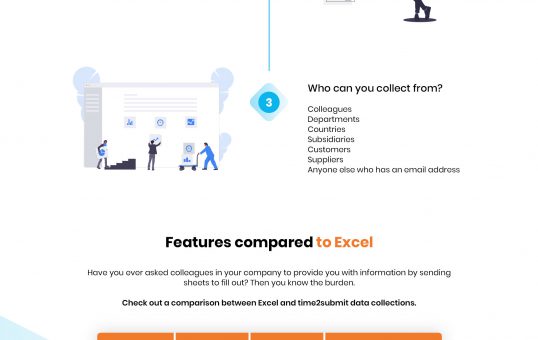 3
Who can you collect from?
Colleagues
Departments
Countries
Subsidiaries
Customers
Suppliers
Anyone else who has an email address
Features compared to Excel
Have you ever asked colleagues in your company to provide you with information by sending
sheets to fill out? Then you know the burden.
Check out a comparison between Excel and time2submit data collections.